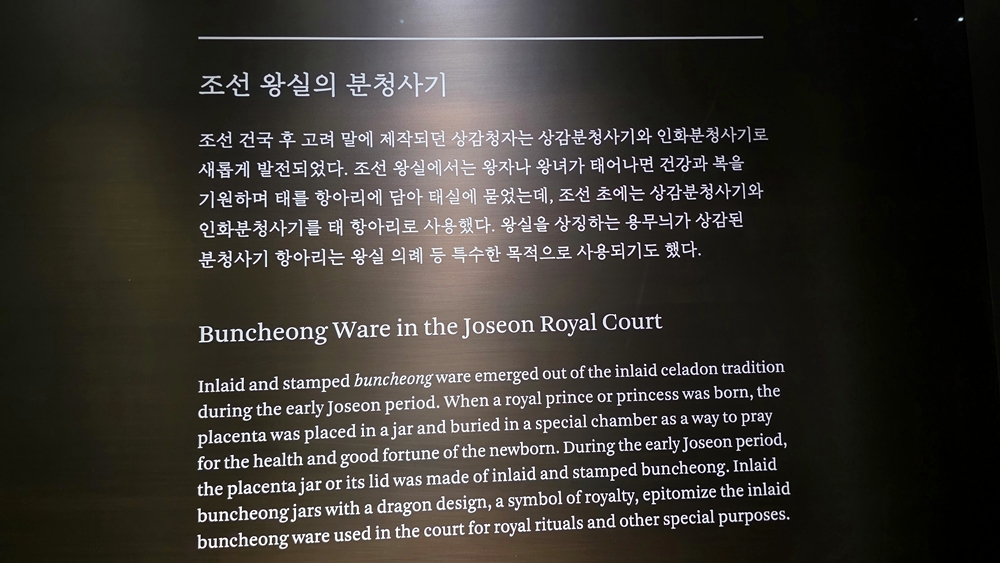 조선 왕실의 분청사기
조선 건국 후 고려 말에 제작되던 상감청자는 상감분청사기와 인화분청사기로
새롭게 발전되었다. 조선 왕실에서는 왕자나 왕녀가 태어나면 건강과 복을
기원하며 태를 항아리에 담아 태실에 묻었는데, 조선 초에는 상감분청사기와
인화분청사기를 태 항아리로 사용했다. 왕실을 상징하는 용무늬가 상감된
분청사기 항아리는 왕실 의례 등 특수한 목적으로 사용되기도 했다.
Buncheong Ware in the Joseon Royal Court
Inlaid and stamped buncheong ware emerged out of the inlaid celadon tradition
during the early Joseon period. When a royal prince or princess was born, the
placenta was placed in a jar and buried in a special chamber as a way to pray
for the health and good fortune of the newborn. During the early Joseon period,
the placenta jar or its lid was made of inlaid and stamped buncheong. Inlaid
buncheong jars with a dragon design, a symbol of royalty, epitomize the inlaid
buncheong ware used in the court for royal rituals and other special purposes.